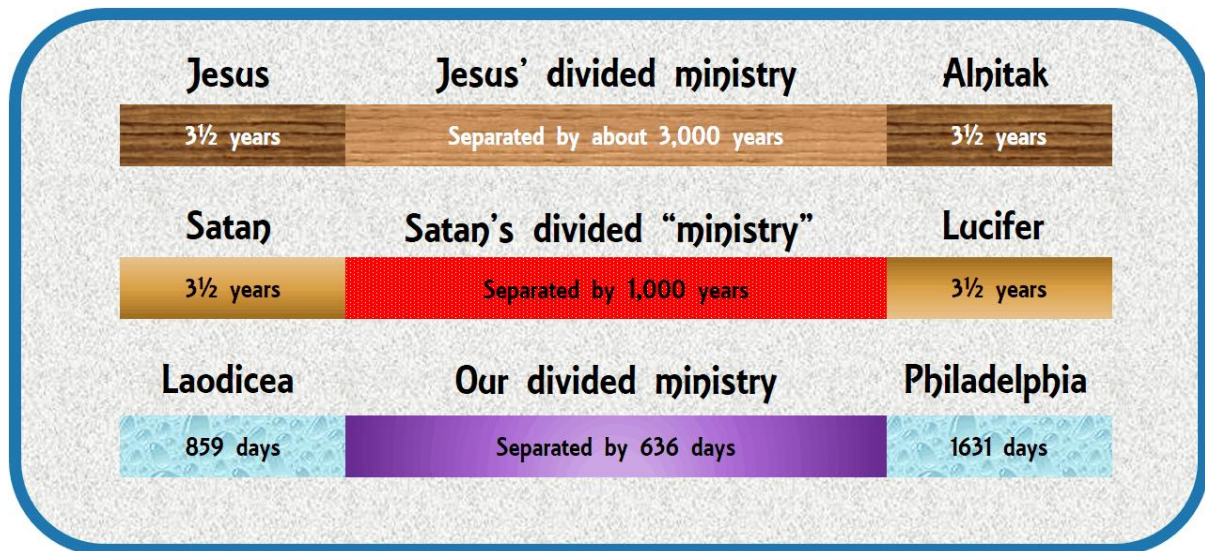 Jesus Jesus’ divided ministry Alnitak
3½ years Separated by about 3,000 years 3½ years
Satan Satan’s divided “ministry” Lucifer
3½ years Separated by 1,000 years 3½ years
Laodicea Our divided ministry Philadelphia
859 days Separated by 636 days 1631 days